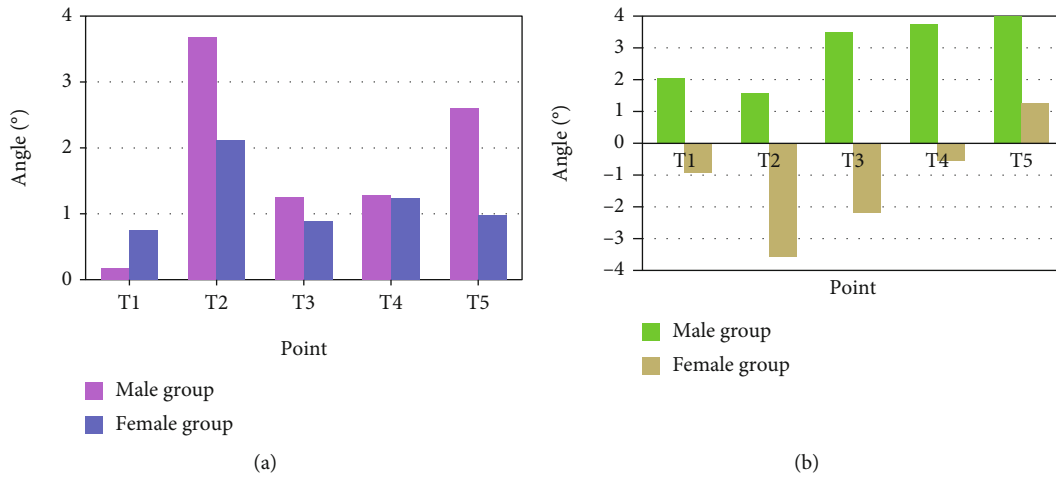 4
3
2
1
0
Angle (°)
T1 T2 T3 T4 T5
Point
Male group
Female group
(a)
4
3
2
1
0
−1
−2
−3
−4
Angle (°)
T1 T2 T3 T4 T5
Point
Male group
Female group
(b)